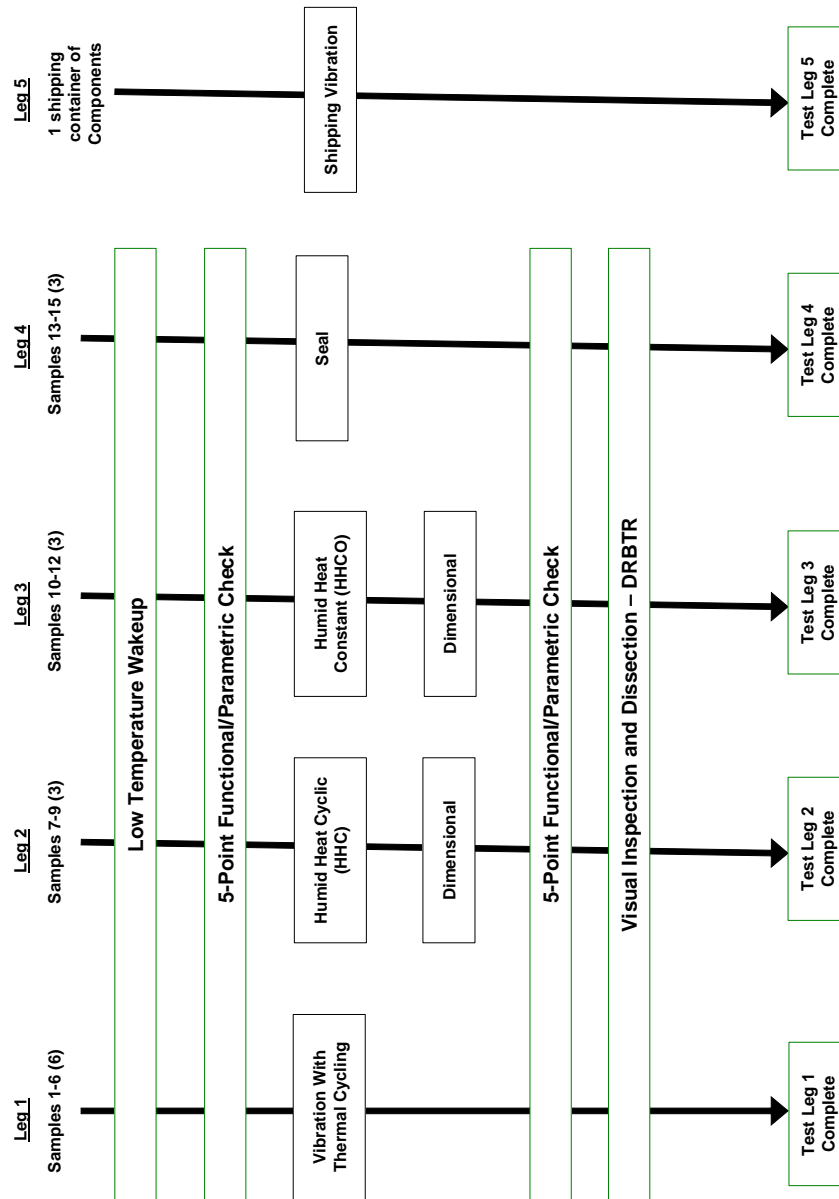 Leg 1
Samples 1-6 (6)
Leg 2
Samples 7-9 (3)
Leg 3
Samples 10-12 (3)
Leg 4
Samples 13-15 (3)
Leg 5
1 shipping
container of
Components
Low Temperature Wakeup
5-Point Functional/Parametric Check
Vibration With
Thermal Cycling
Humid Heat Cyclic
(HHC)
Humid Heat
Constant (HHCO)
Seal
Shipping Vibration
Dimensional
Dimensional
5-Point Functional/Parametric Check
Visual Inspection and Dissection – DRBTR
Test Leg 1
Complete
Test Leg 2
Complete
Test Leg 3
Complete
Test Leg 4
Complete
Test Leg 5
Complete